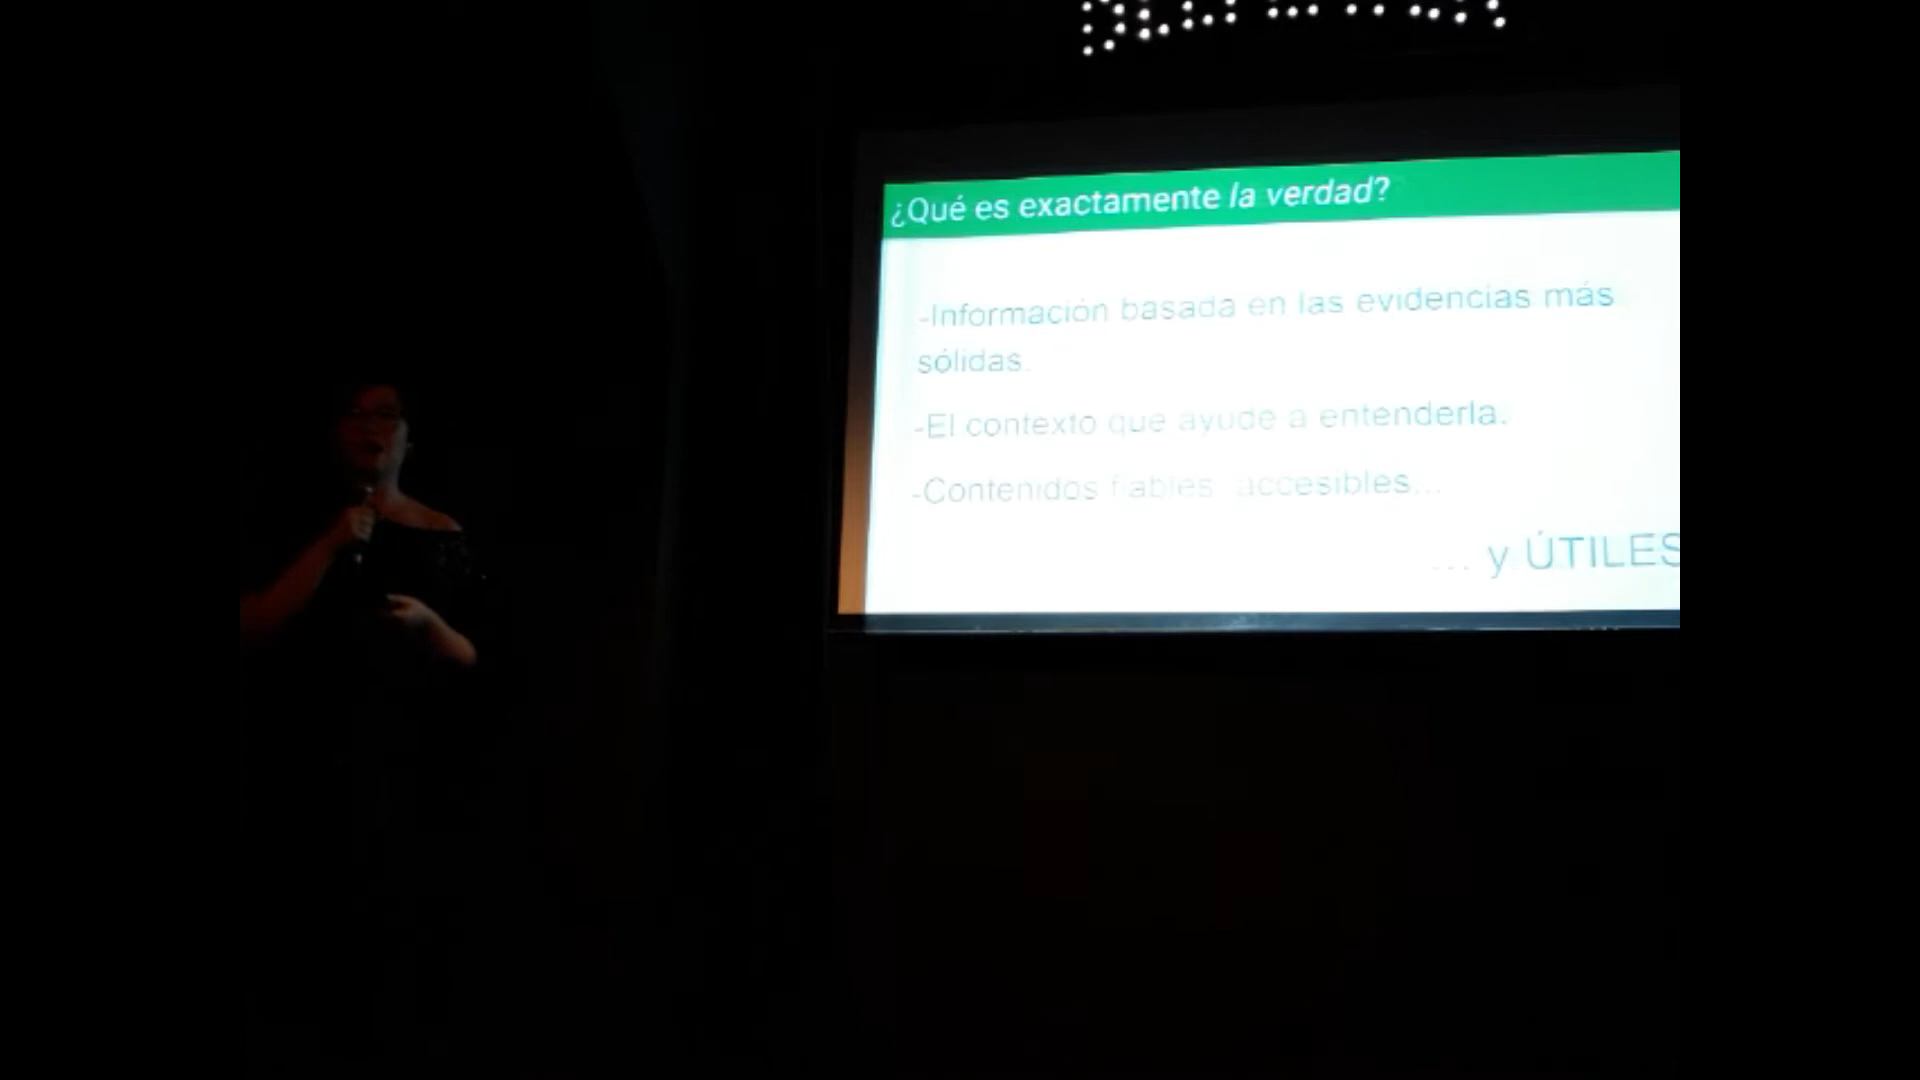 ¿Qué es exactamente la verdad?
-Información basada en las evidencias más
sólidas.
-El contexto que ayude a entenderla.
-Contenidos fiables, accesibles...
... y ÚTILES